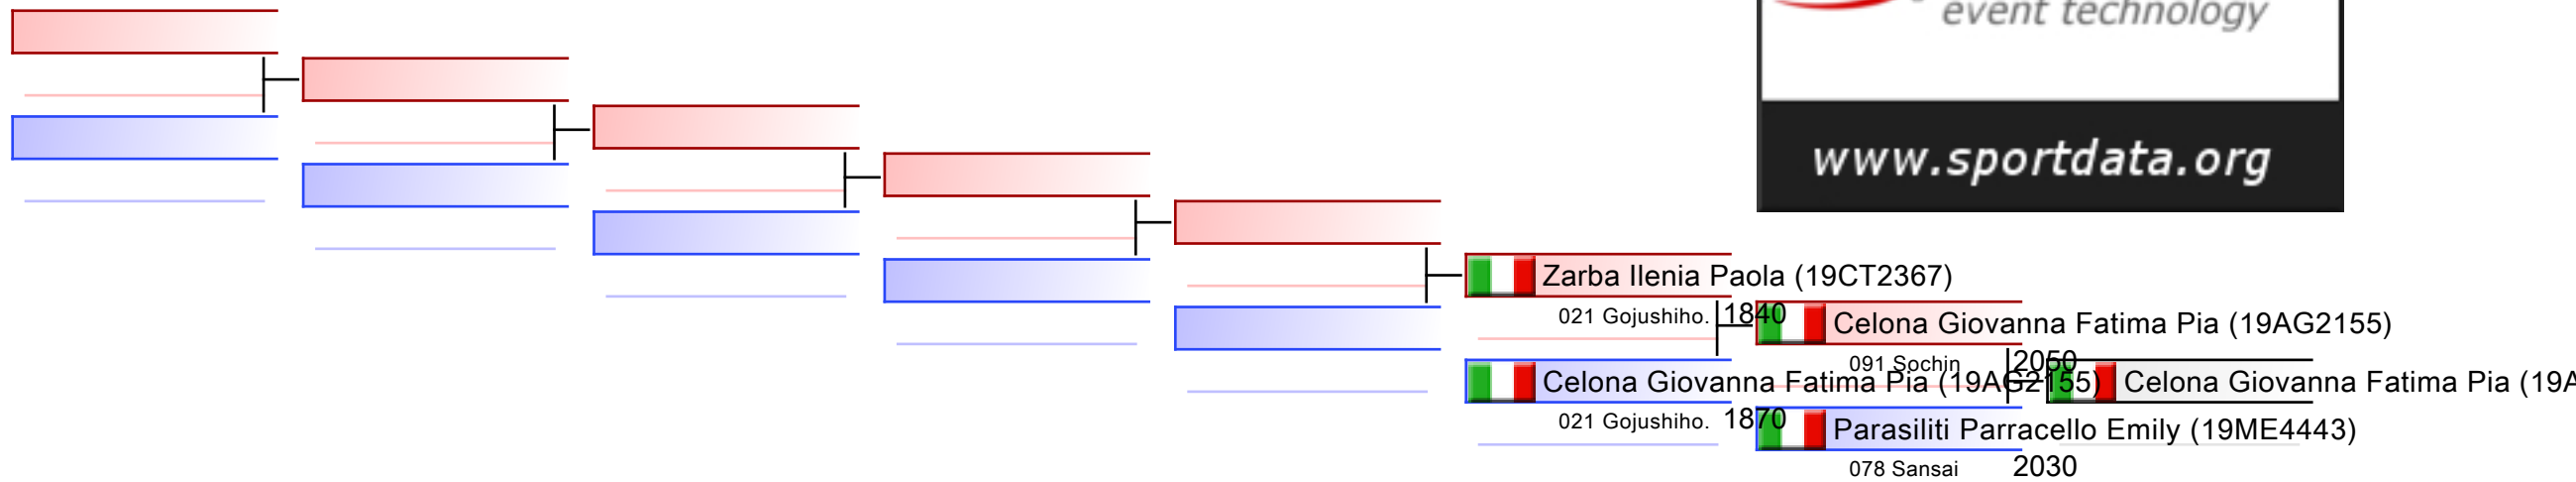 event technology
www.sportdata.org
Zarba Ilenia Paola (19CT2367)
021 Gojushiho. 1840
Celona Giovanna Fatima Pia (19AG2155)
091 Sochin 2050
Celona Giovanna Fatima Pia (19AG2155)
Celona Giovanna Fatima Pia (19A
021 Gojushiho. 1870
Parasiliti Parracello Emily (19ME4443)
078 Sansai 2030